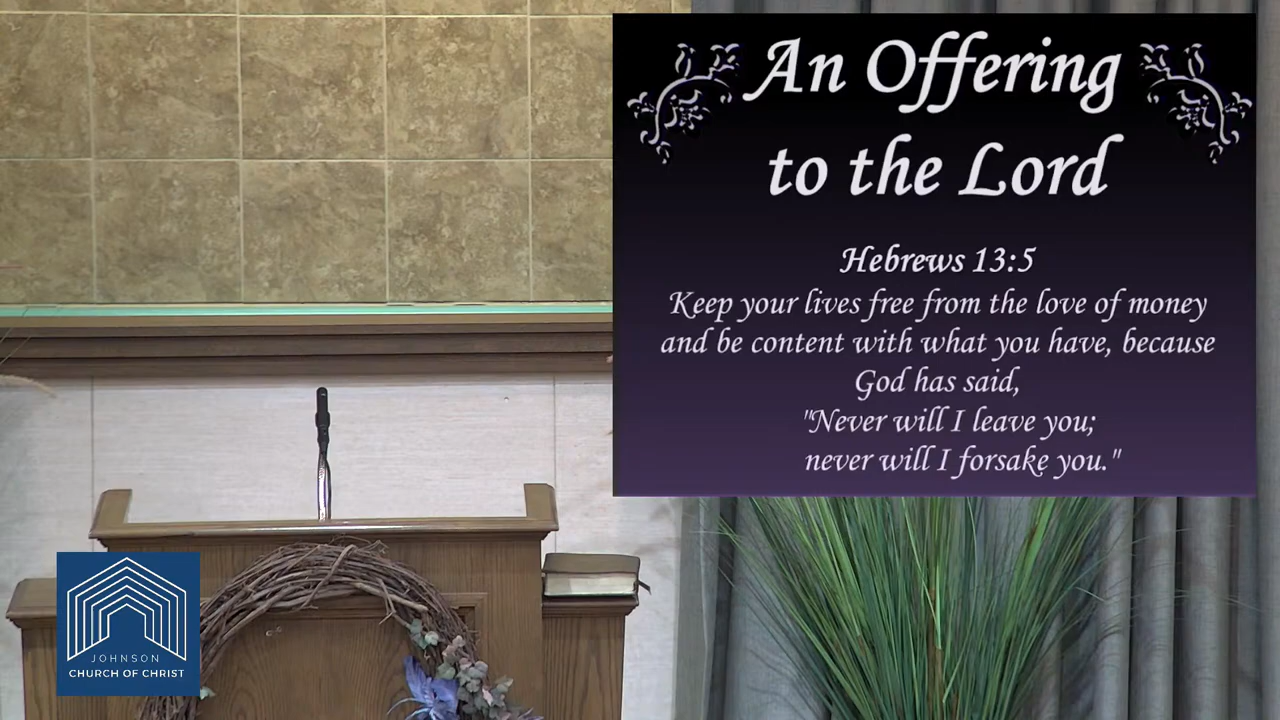 An Offering
to the Lord
Hebrews 13:5
Keep your lives free from the love of money
and be content with what you have, because
God has said,
"Never will I leave you;
never will I forsake you."
JOHNSON
CHURCH OF CHRIST